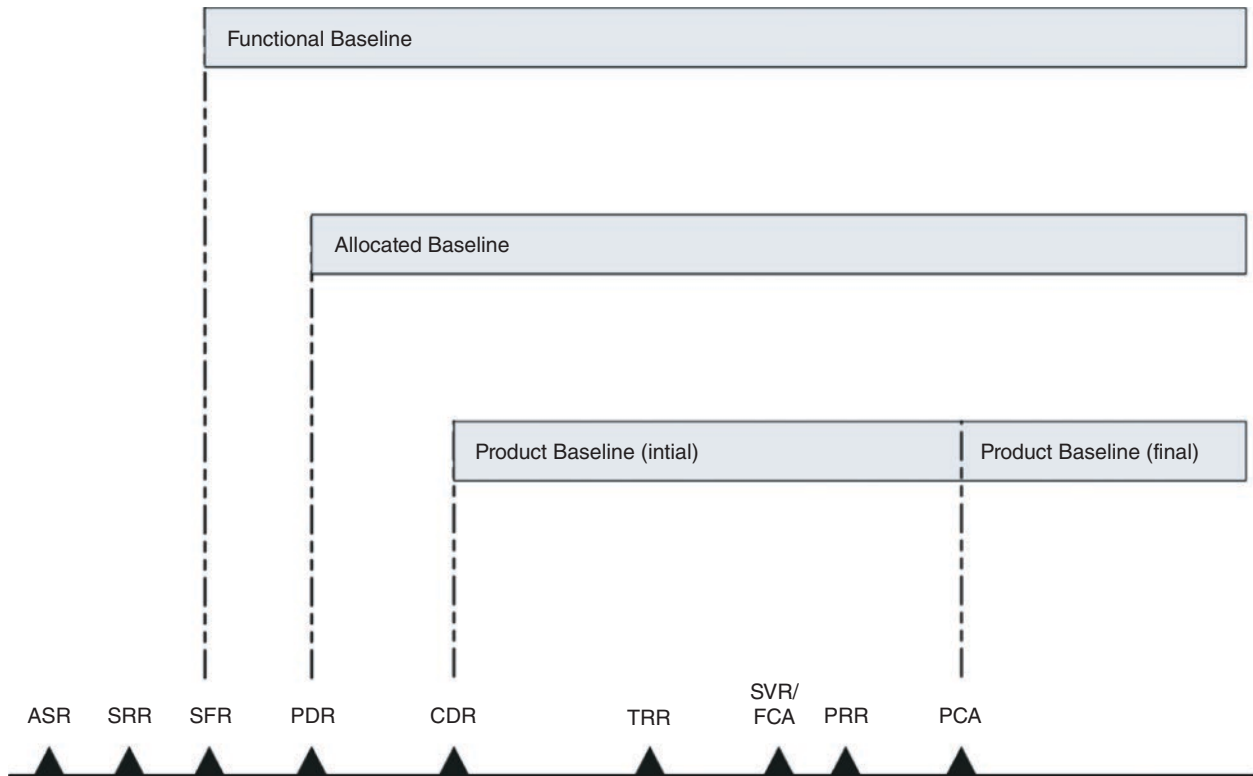 Functional Baseline
Allocated Baseline
Product Baseline (intial)
Product Baseline (final)
ASR
SRR
SFR
PDR
CDR
TRR
SVR/
FCA
PRR
PCA